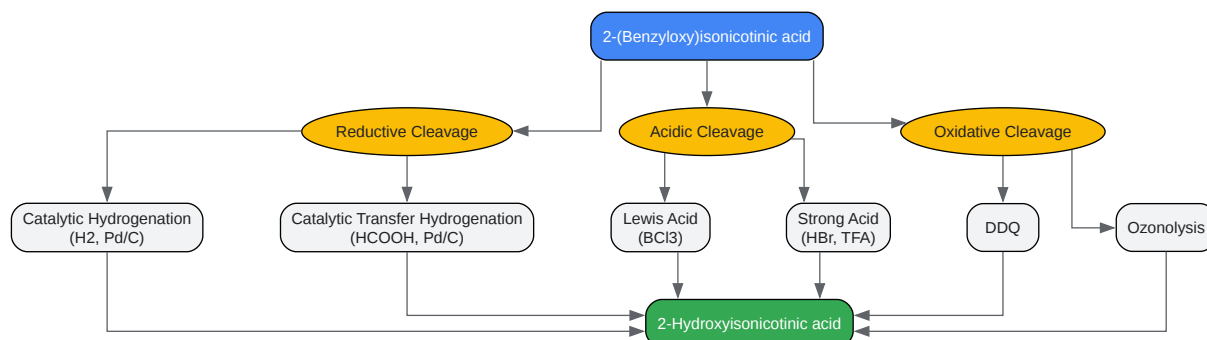 2-(Benzyloxy)isonicotinic acid
Reductive Cleavage
Acidic Cleavage
Oxidative Cleavage
Catalytic Hydrogenation
(H2, Pd/C)
Catalytic Transfer Hydrogenation
(HCOOH, Pd/C)
Lewis Acid
(BCl3)
Strong Acid
(HBr, TFA)
DDQ
Ozonolysis
2-Hydroxyisonicotinic acid